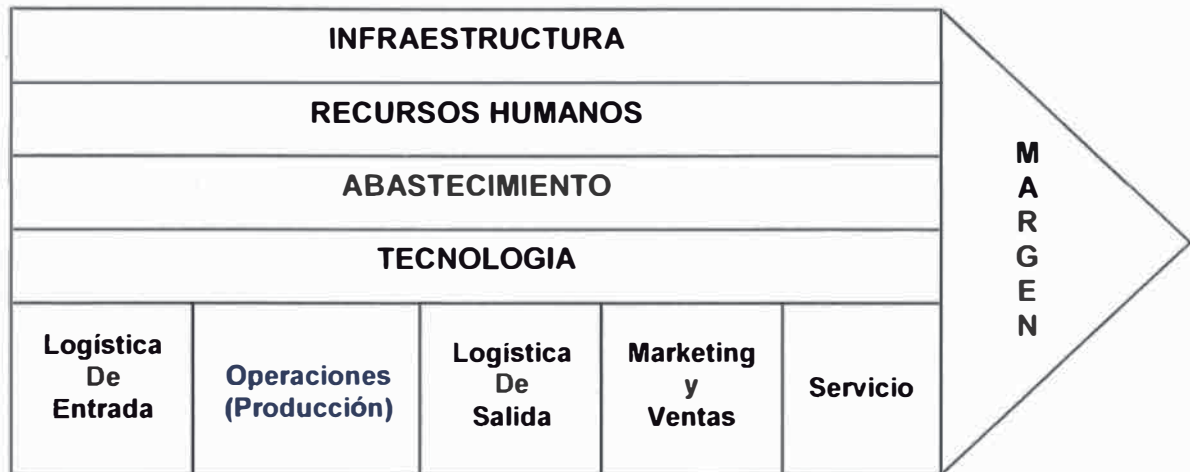 INFRAESTRUCTURA
RECURSOS HUMANOS
ABASTECIMIENTO
TECNOLOGIA
Logística
De
Entrada
Operaciones
(Producción)
Logística
De
Salida
Marketing
y
Ventas
Servicio
M
A
R
G
E
N